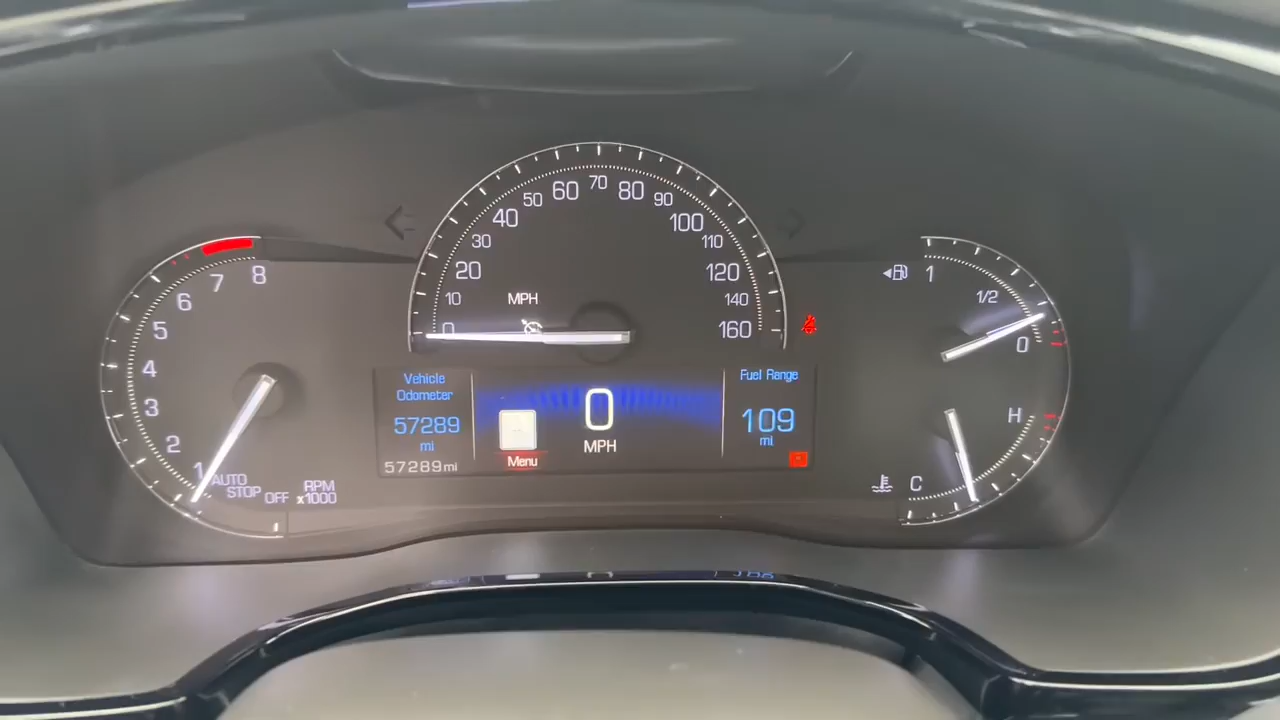 8
7
6
5
4
3
2
1
AUTO
STOP
OFF
RPM
x1000
0
10
20
30
40
50
60
70
80
90
100
110
120
140
160
MPH
Vehicle
Odometer
57289
mi
57289mi
0
MPH
Menu
Fuel Range
109
mi
1
1/2
0
H
C